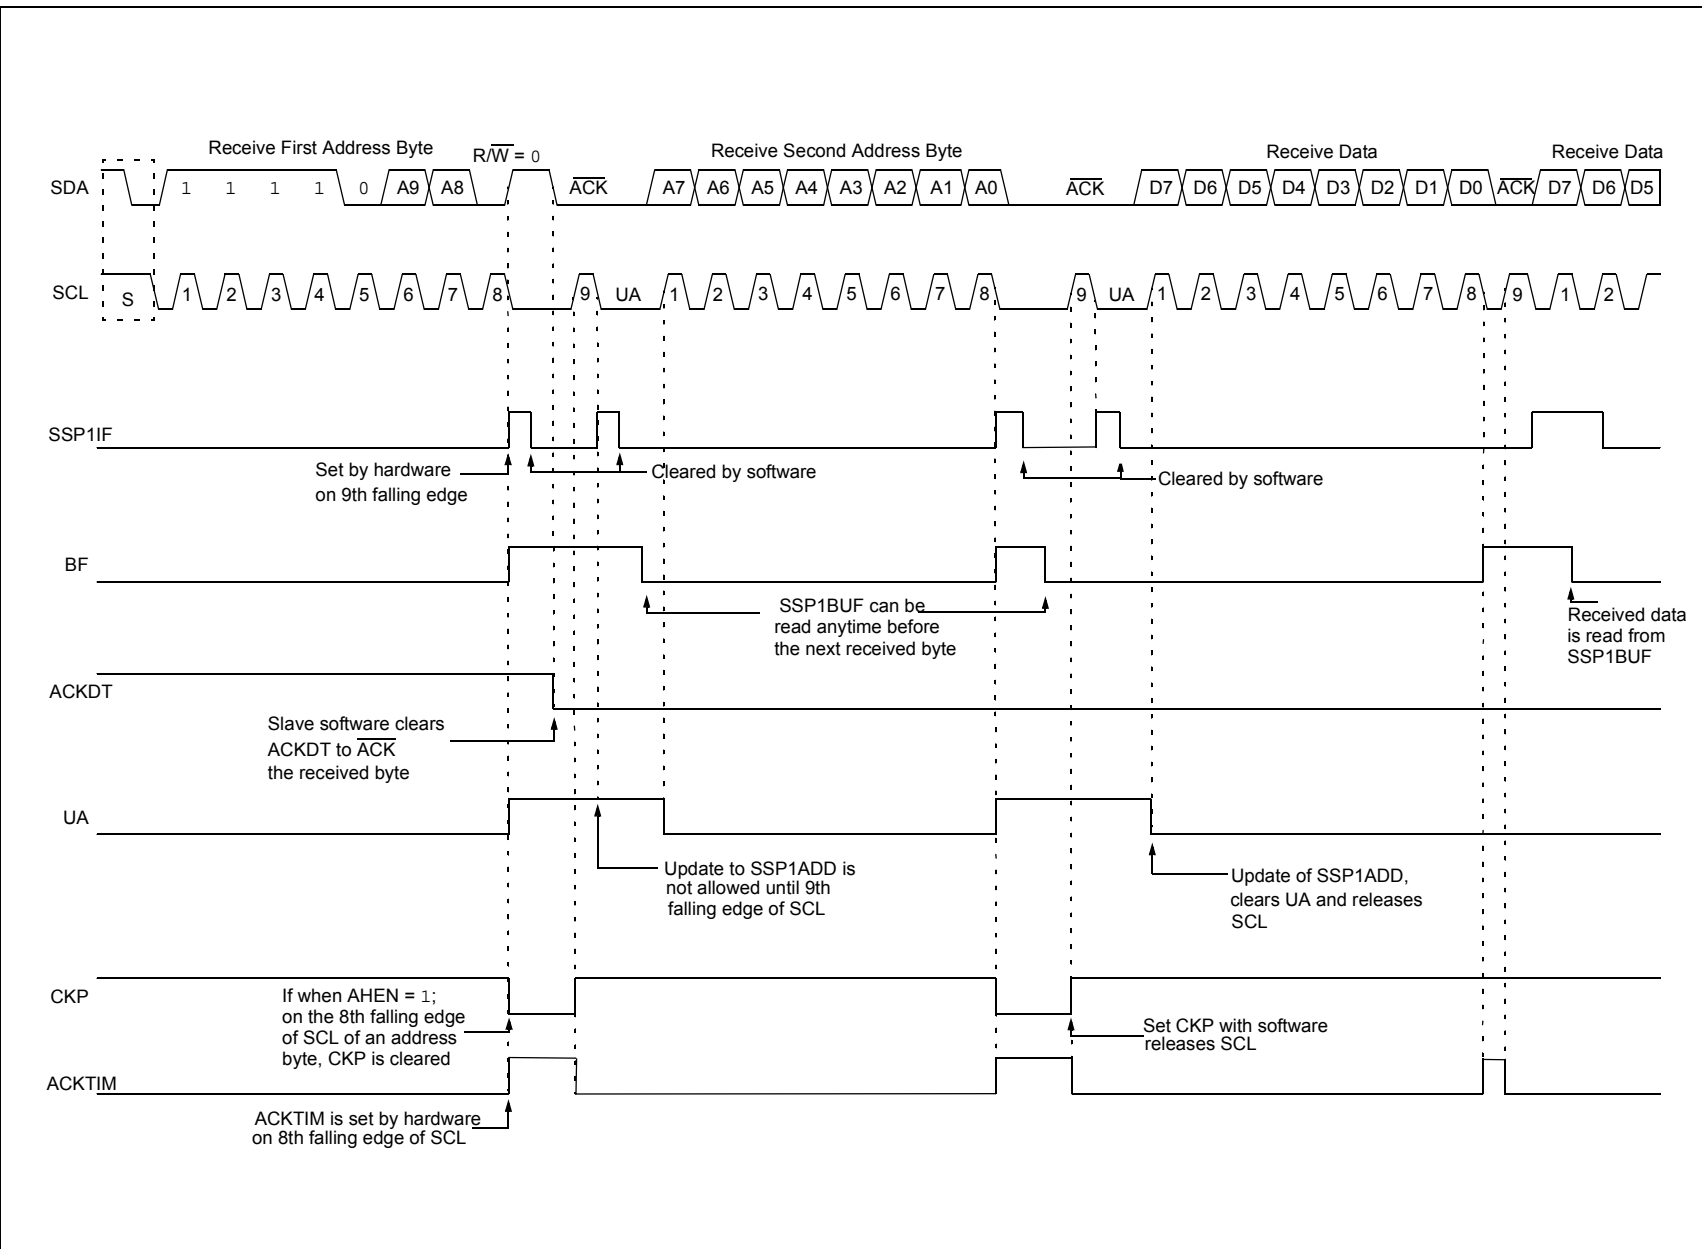 Receive First Address Byte
R/W = 0
Receive Second Address Byte
Receive Data
Receive Data
SDA
1 1 1 1 0 A9 A8 ACK A7 A6 A5 A4 A3 A2 A1 A0 ACK D7 D6 D5 D4 D3 D2 D1 D0 ACK D7 D6 D5
SCL
S 1 2 3 4 5 6 7 8 9 UA 1 2 3 4 5 6 7 8 9 UA 1 2 3 4 5 6 7 8 9 1 2
SSP1IF
Set by hardware
on 9th falling edge
Cleared by software
Cleared by software
BF
SSP1BUF can be
read anytime before
the next received byte
Received data
is read from
SSP1BUF
ACKDT
Slave software clears
ACKDT to ACK
the received byte
UA
Update to SSP1ADD is
not allowed until 9th
falling edge of SCL
Update of SSP1ADD,
clears UA and releases
SCL
CKP
If when AHEN = 1;
on the 8th falling edge
of SCL of an address
byte, CKP is cleared
Set CKP with software
releases SCL
ACKTIM
ACKTIM is set by hardware
on 8th falling edge of SCL